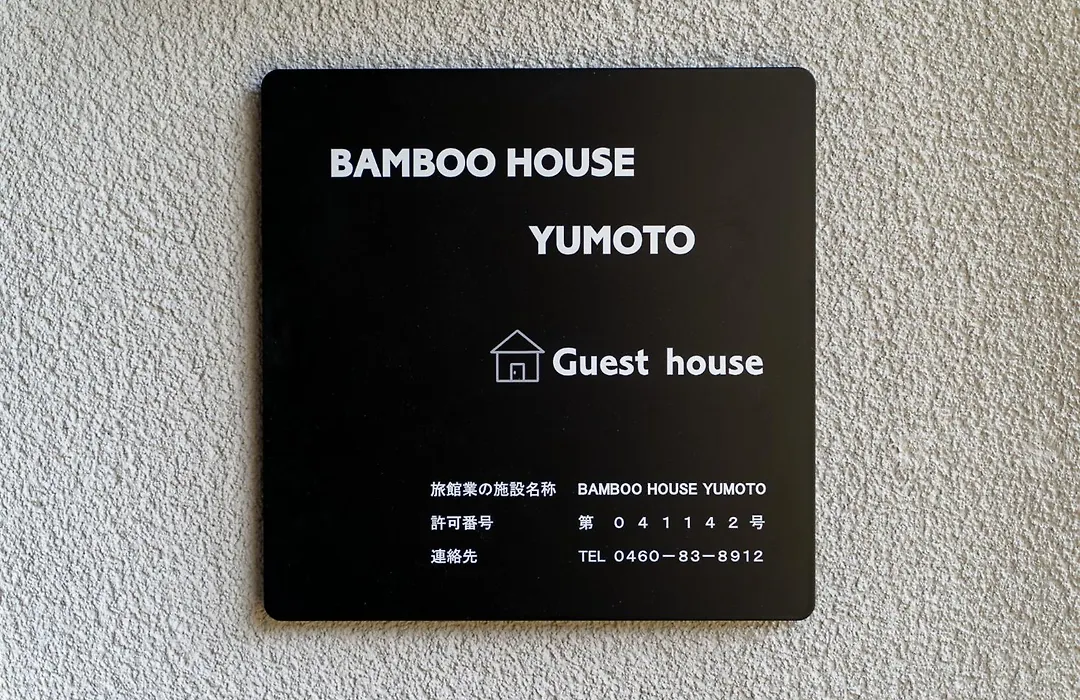 BAMBOO HOUSE
YUMOTO
Guest house
旅館業の施設名称 BAMBOO HOUSE YUMOTO
許可番号 第 041142号
連絡先 TEL 0460-83-8912